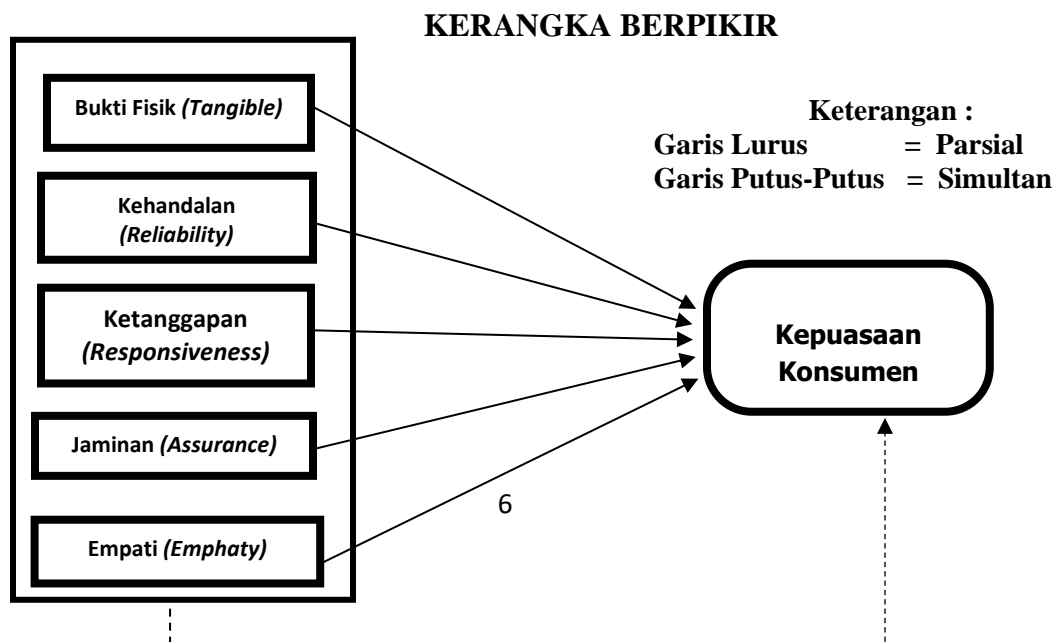 KERANGKA BERPIKIR
Bukti Fisik (Tangible)
Keterangan :
Garis Lurus = Parsial
Garis Putus-Putus = Simultan
Kehandalan
(Reliability)
Ketanggapan
(Responsiveness)
Kepuasaan
Konsumen
Jaminan (Assurance)
6
Empati (Emphaty)